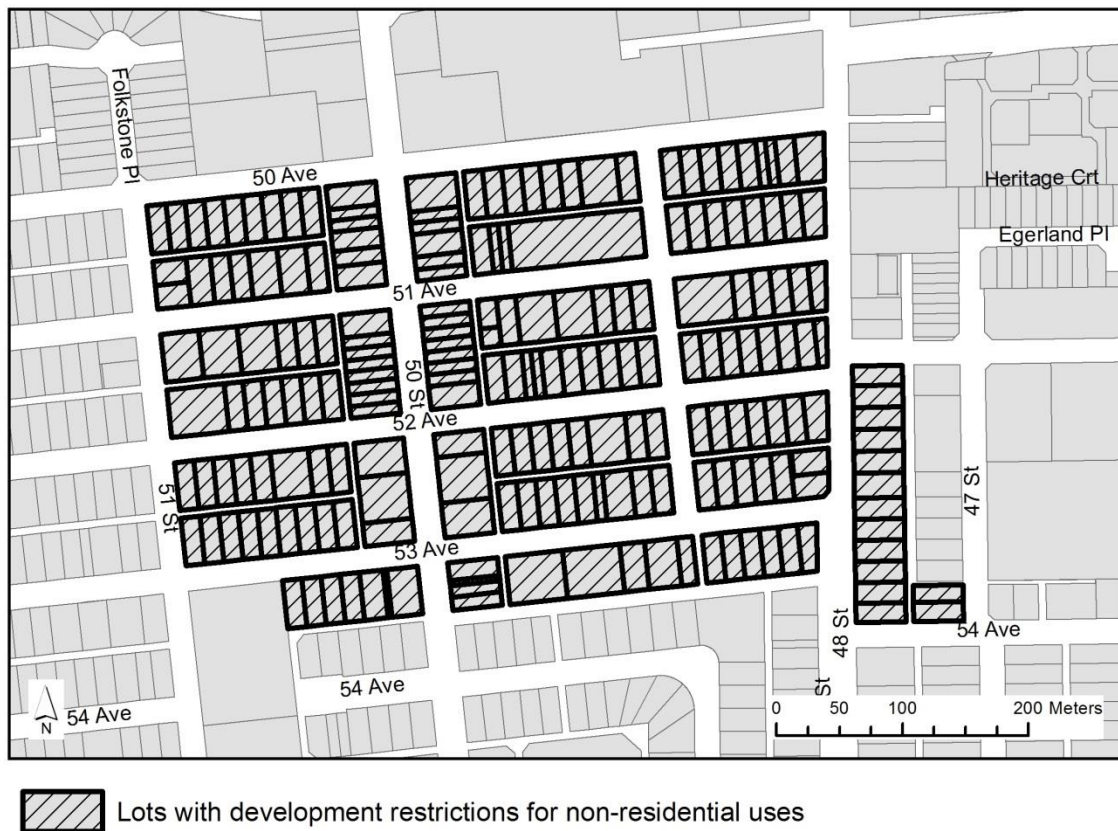 Folkstone Pl
50 Ave
Heritage Crt
Egerland Pl
51 Ave
50 St
52 Ave
51 St
47 St
53 Ave
54 Ave
48 St
54 Ave
St
54 Ave
N
0 50 100 200 Meters
Lots with development restrictions for non-residential uses